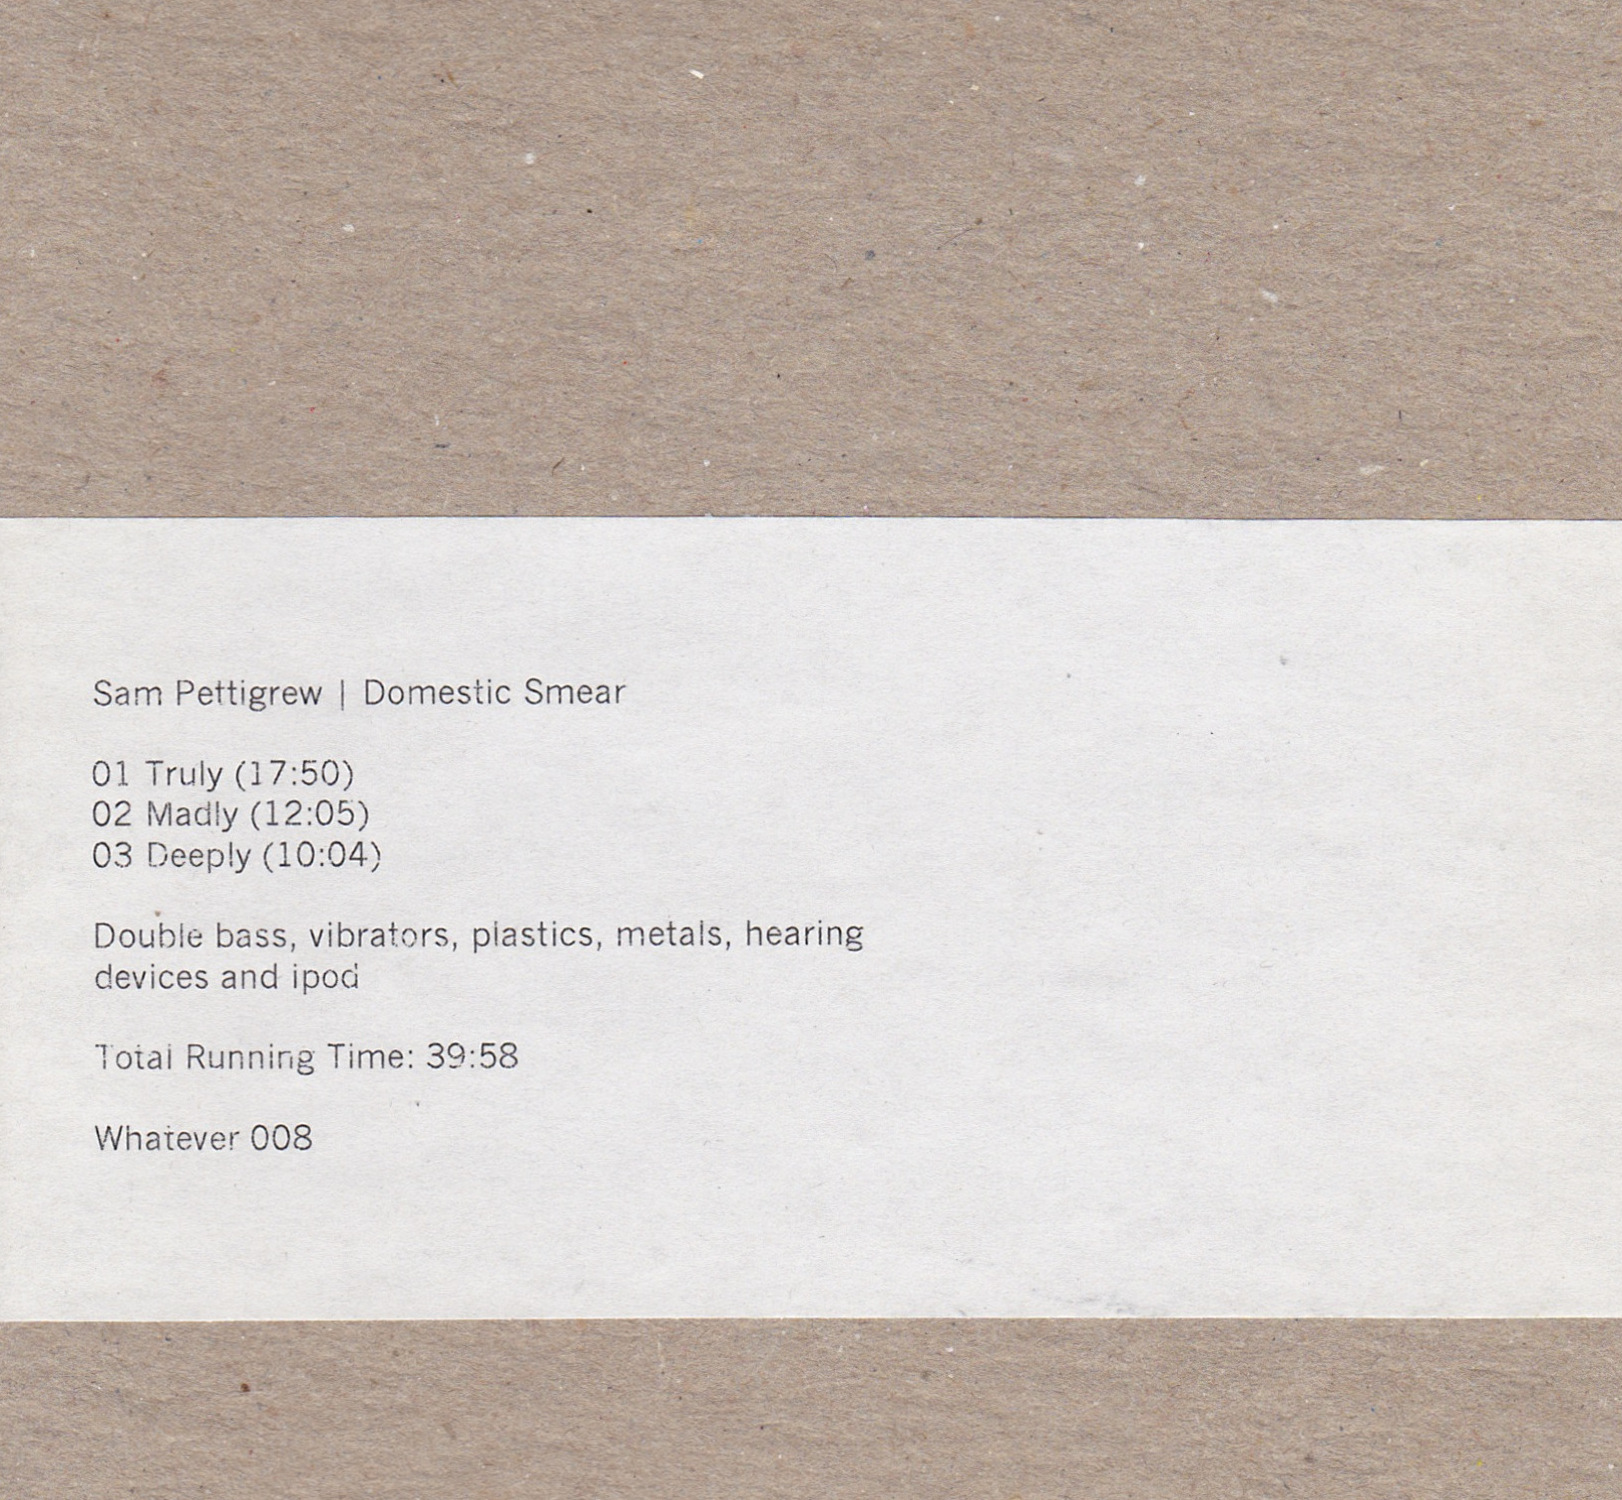 Sam Pettigrew | Domestic Smear
01 Truly (17:50)
02 Madly (12:05)
03 Deeply (10:04)
Double bass, vibrators, plastics, metals, hearing
devices and ipod
Total Running Time: 39:58
Whatever 008